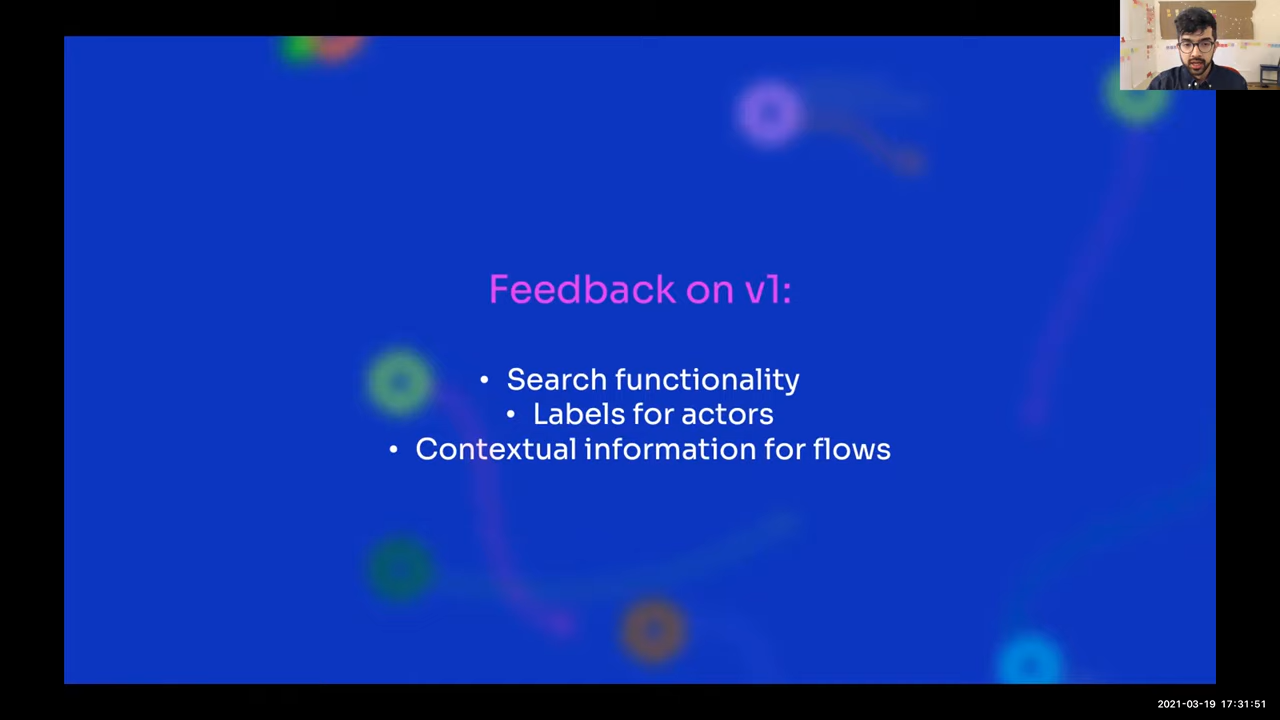 Feedback on v1:
• Search functionality
• Labels for actors
• Contextual information for flows
2021-03-19 17:31:51